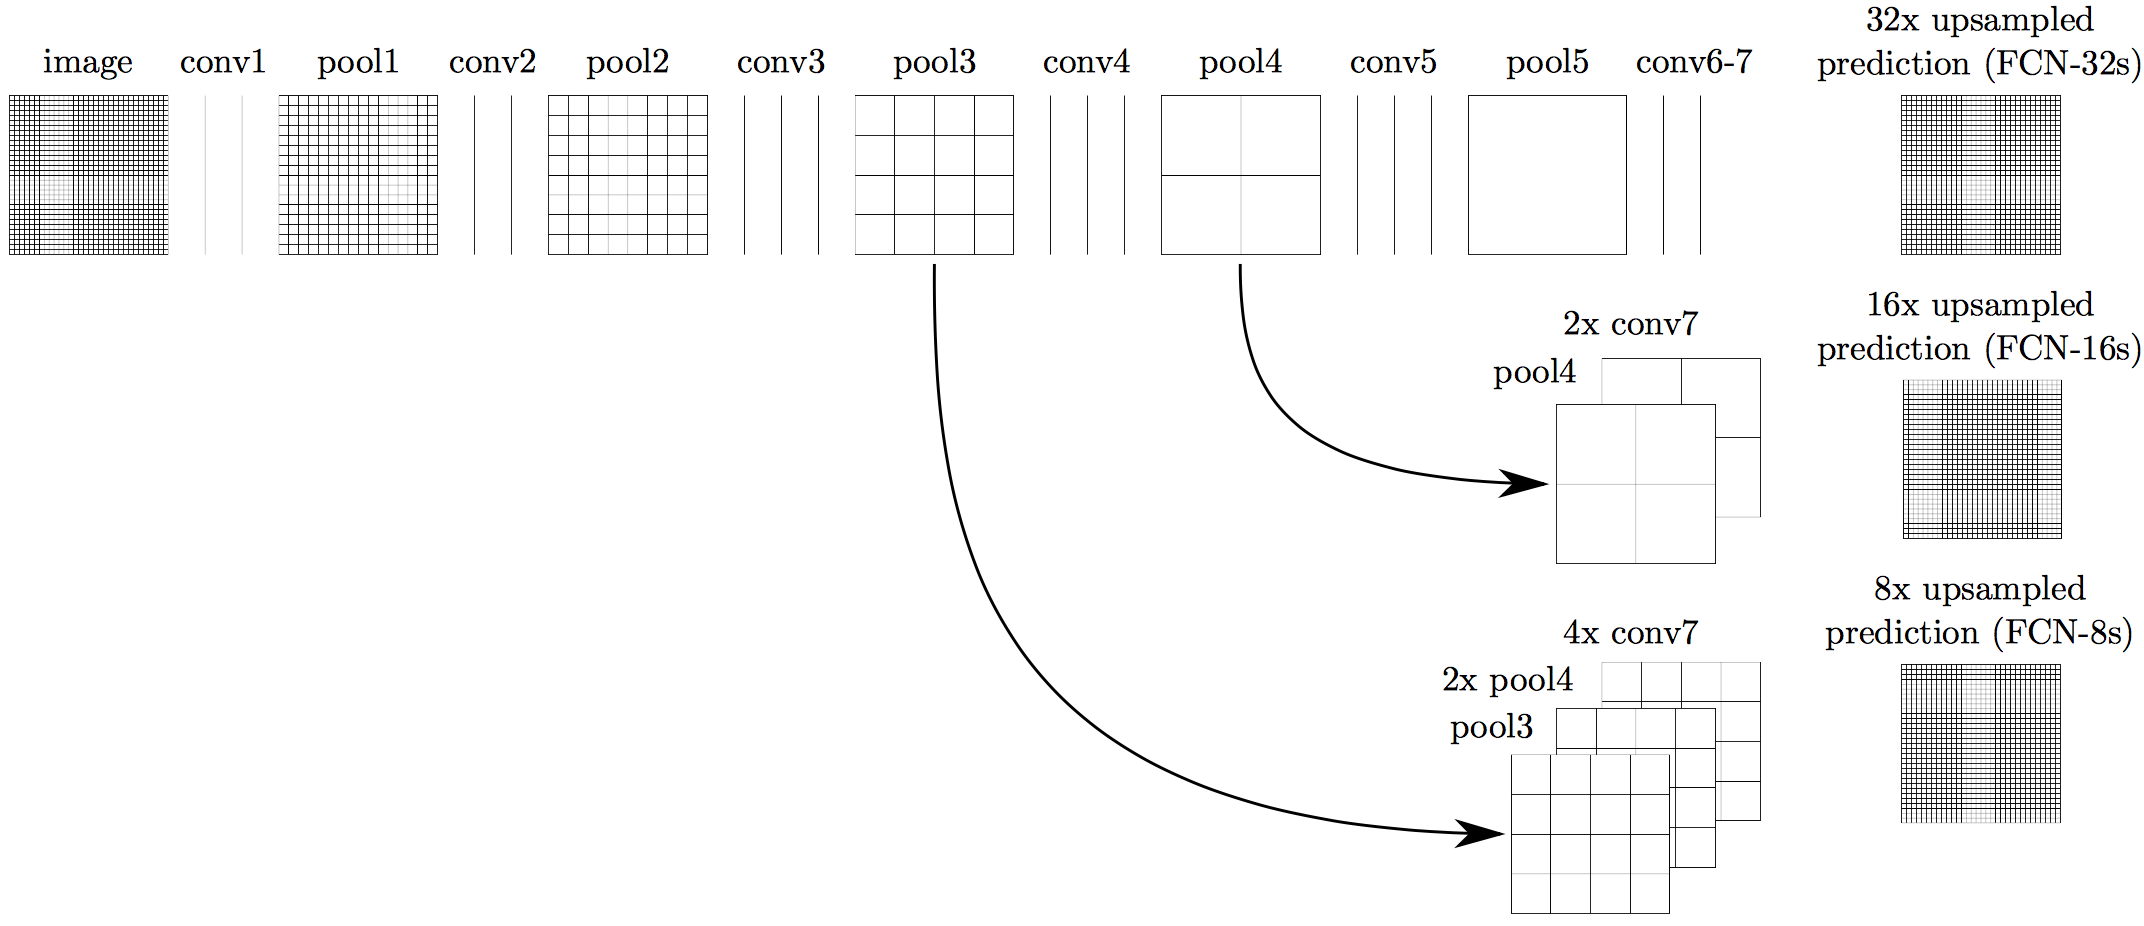 image
conv1
pool1
conv2
pool2
conv3
pool3
conv4
pool4
conv5
pool5
conv6-7
32x upsampled
prediction (FCN-32s)
2x conv7
pool4
16x upsampled
prediction (FCN-16s)
4x conv7
2x pool4
pool3
8x upsampled
prediction (FCN-8s)